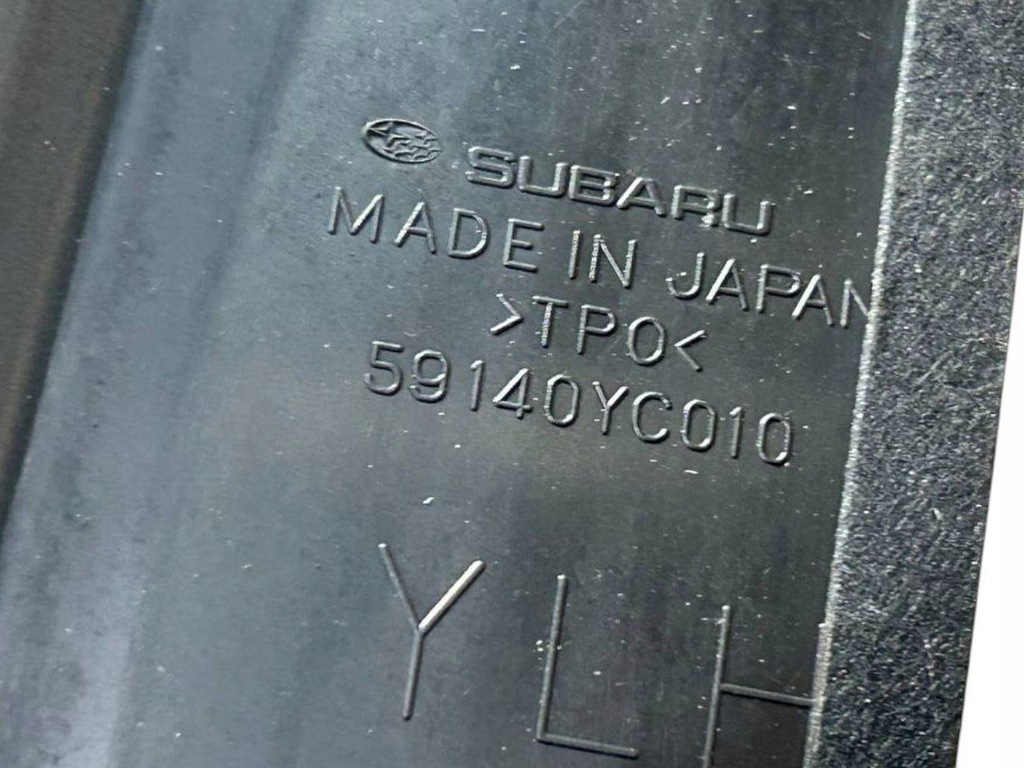 SUBARU
MADE IN JAPAN
>TPO<
59140YC010
YLH